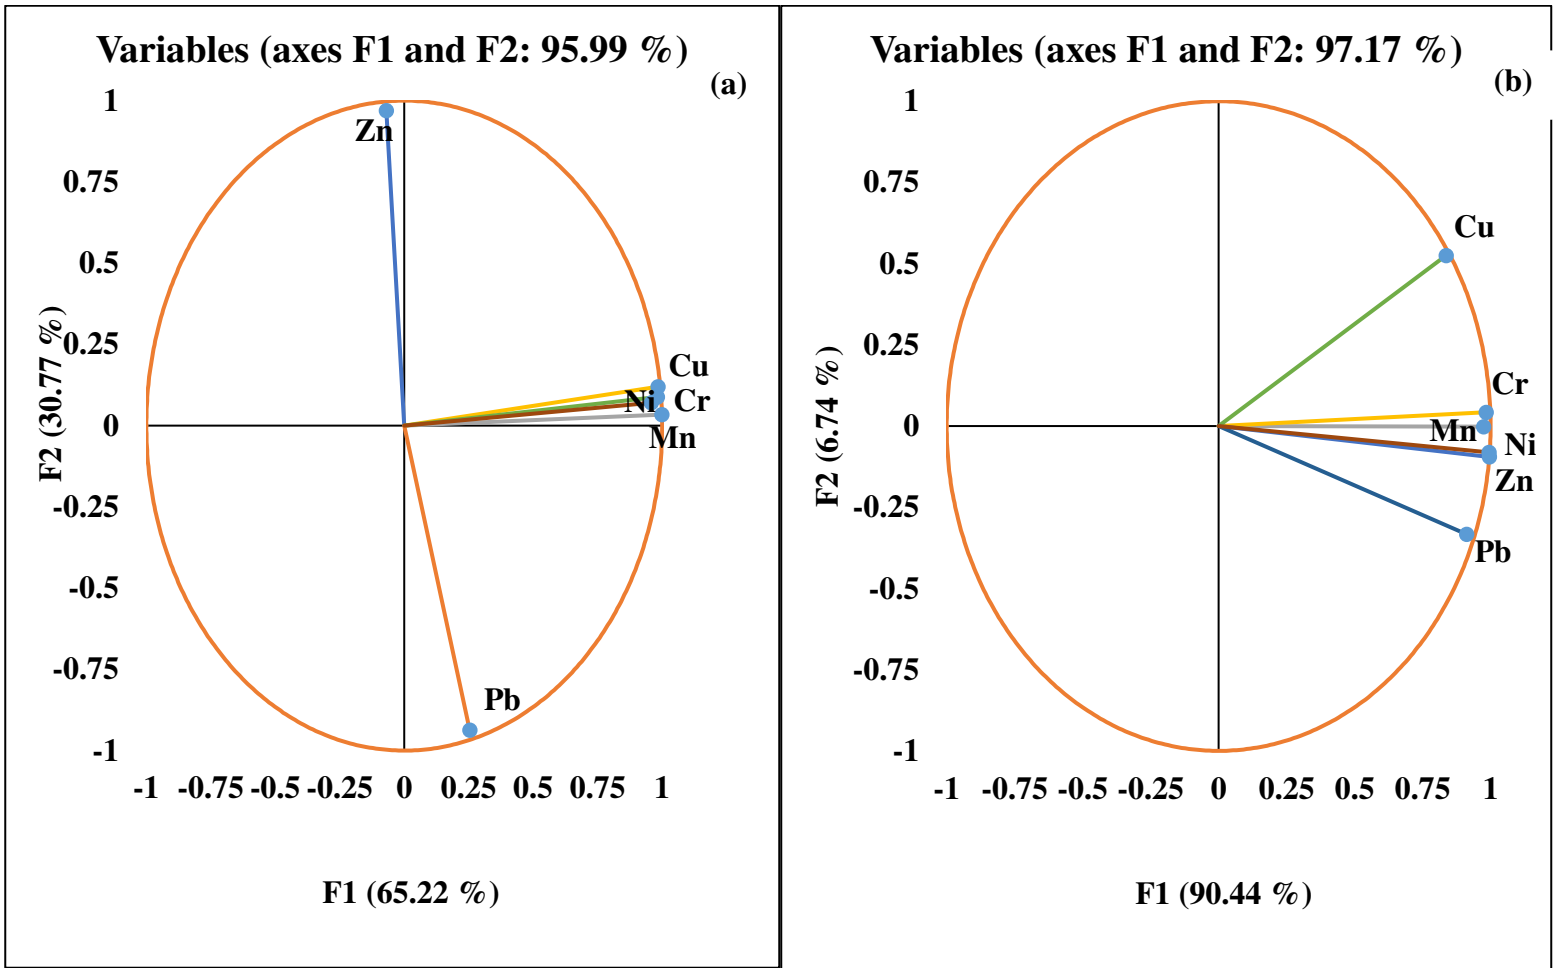 Variables (axes F1 and F2: 95.99 %)
(a)
1
0.75
0.5
0.25
0
-0.25
-0.5
-0.75
-1
F2 (30.77 %)
Zn
Cu
Ni
Cr
Mn
Pb
-1 -0.75 -0.5 -0.25 0 0.25 0.5 0.75 1
F1 (65.22 %)
Variables (axes F1 and F2: 97.17 %)
(b)
1
0.75
0.5
0.25
0
-0.25
-0.5
-0.75
-1
F2 (6.74 %)
Cu
Cr
Mn
Ni
Zn
Pb
-1 -0.75 -0.5 -0.25 0 0.25 0.5 0.75 1
F1 (90.44 %)